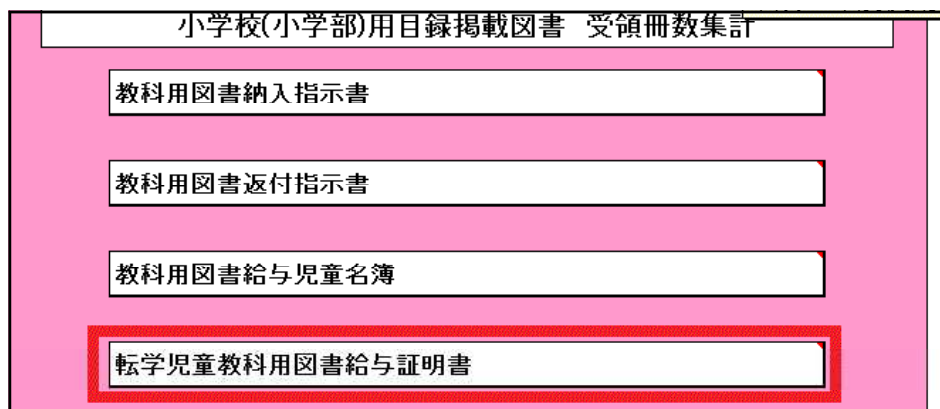 小学校(小学部)用目録掲載図書 受領冊数集計
教科用図書納入指示書
教科用図書返付指示書
教科用図書給与児童名簿
転学児童教科用図書給与証明書